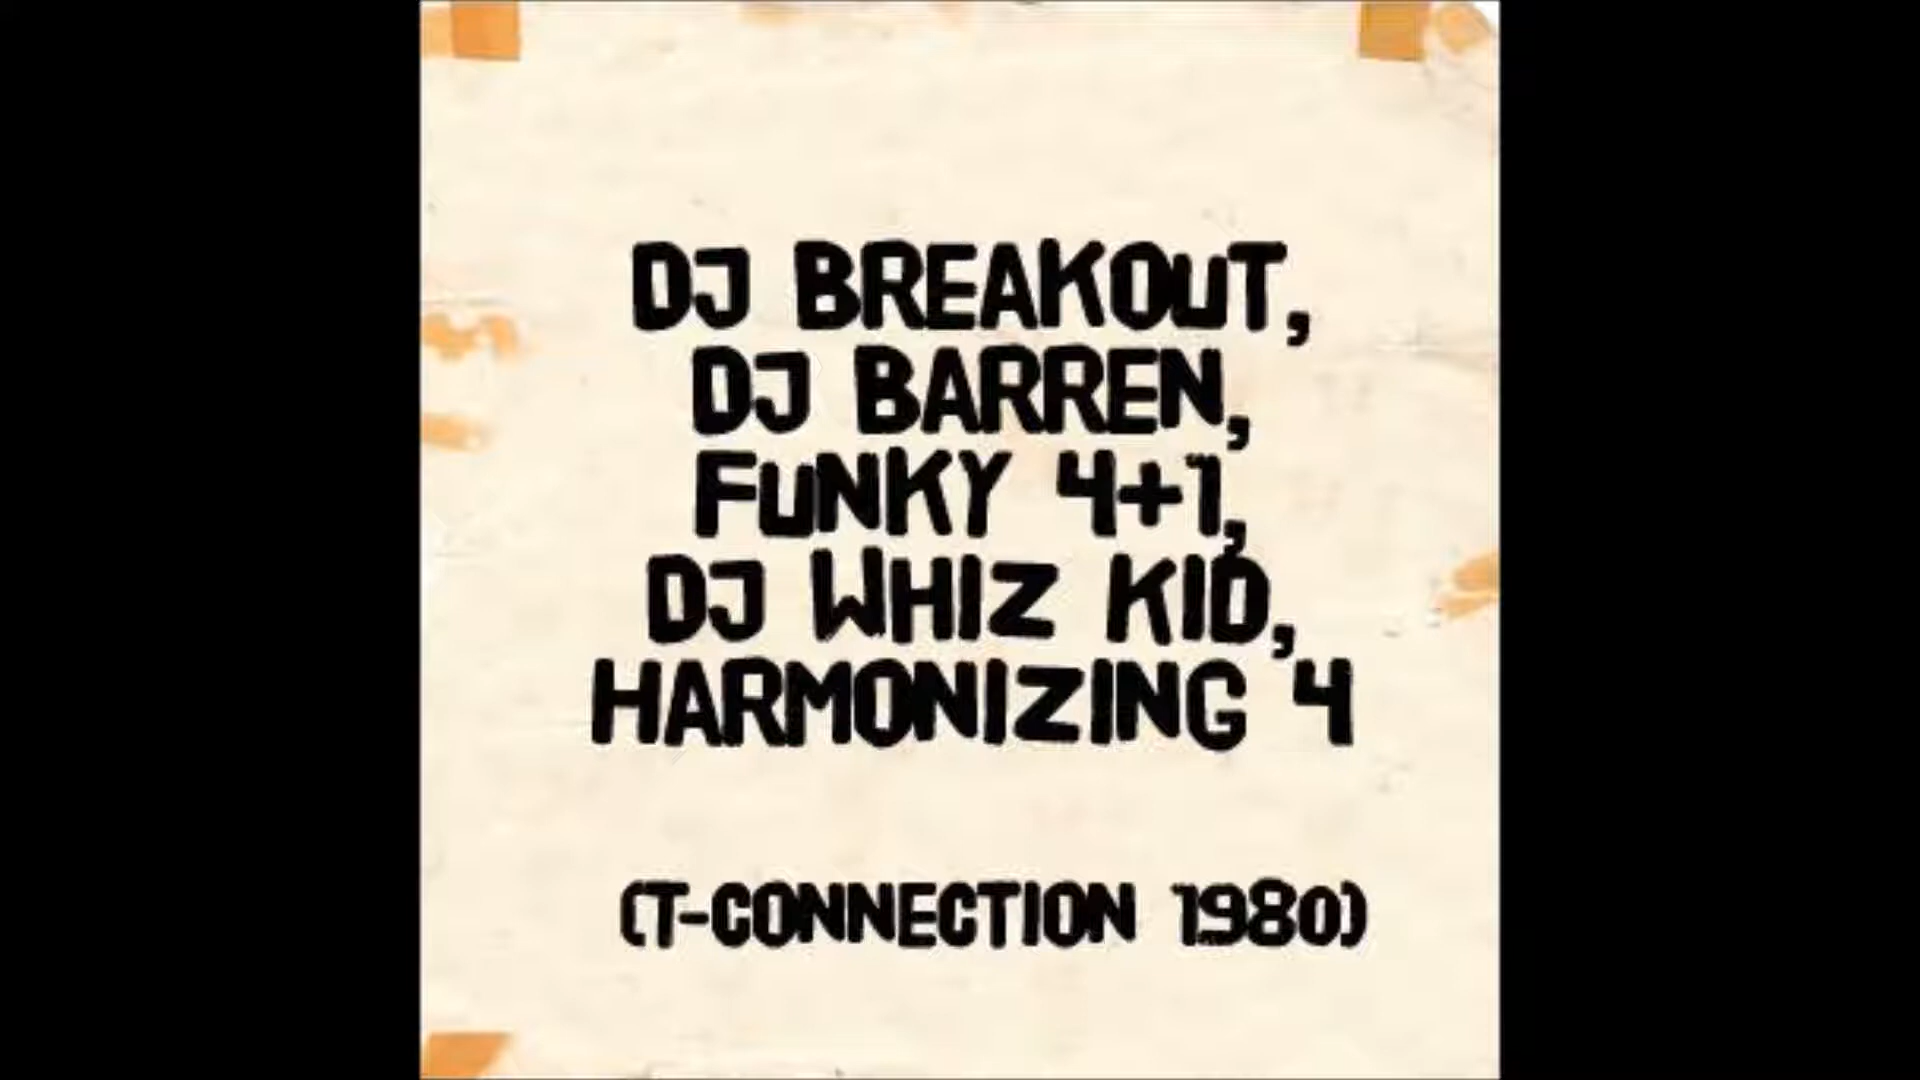 DJ BREAKOUT,
DJ BARREN,
FUNKY 4+1,
DJ WHIZ KID,
HARMONIZING 4
(T-CONNECTION 1980)